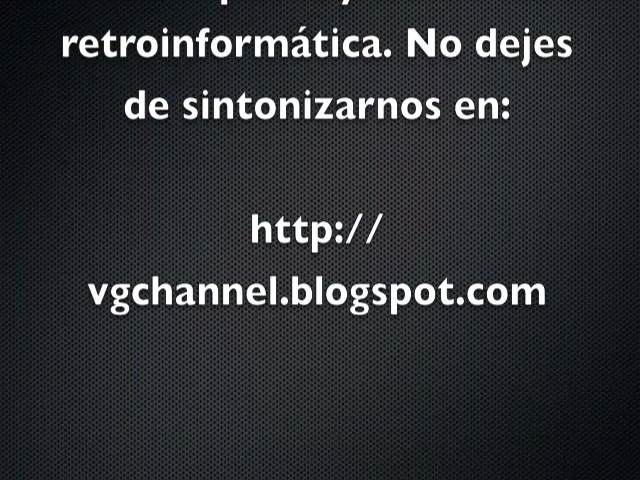 retroinformática. No dejes
de sintonizarnos en:
http://
vgchannel.blogspot.com